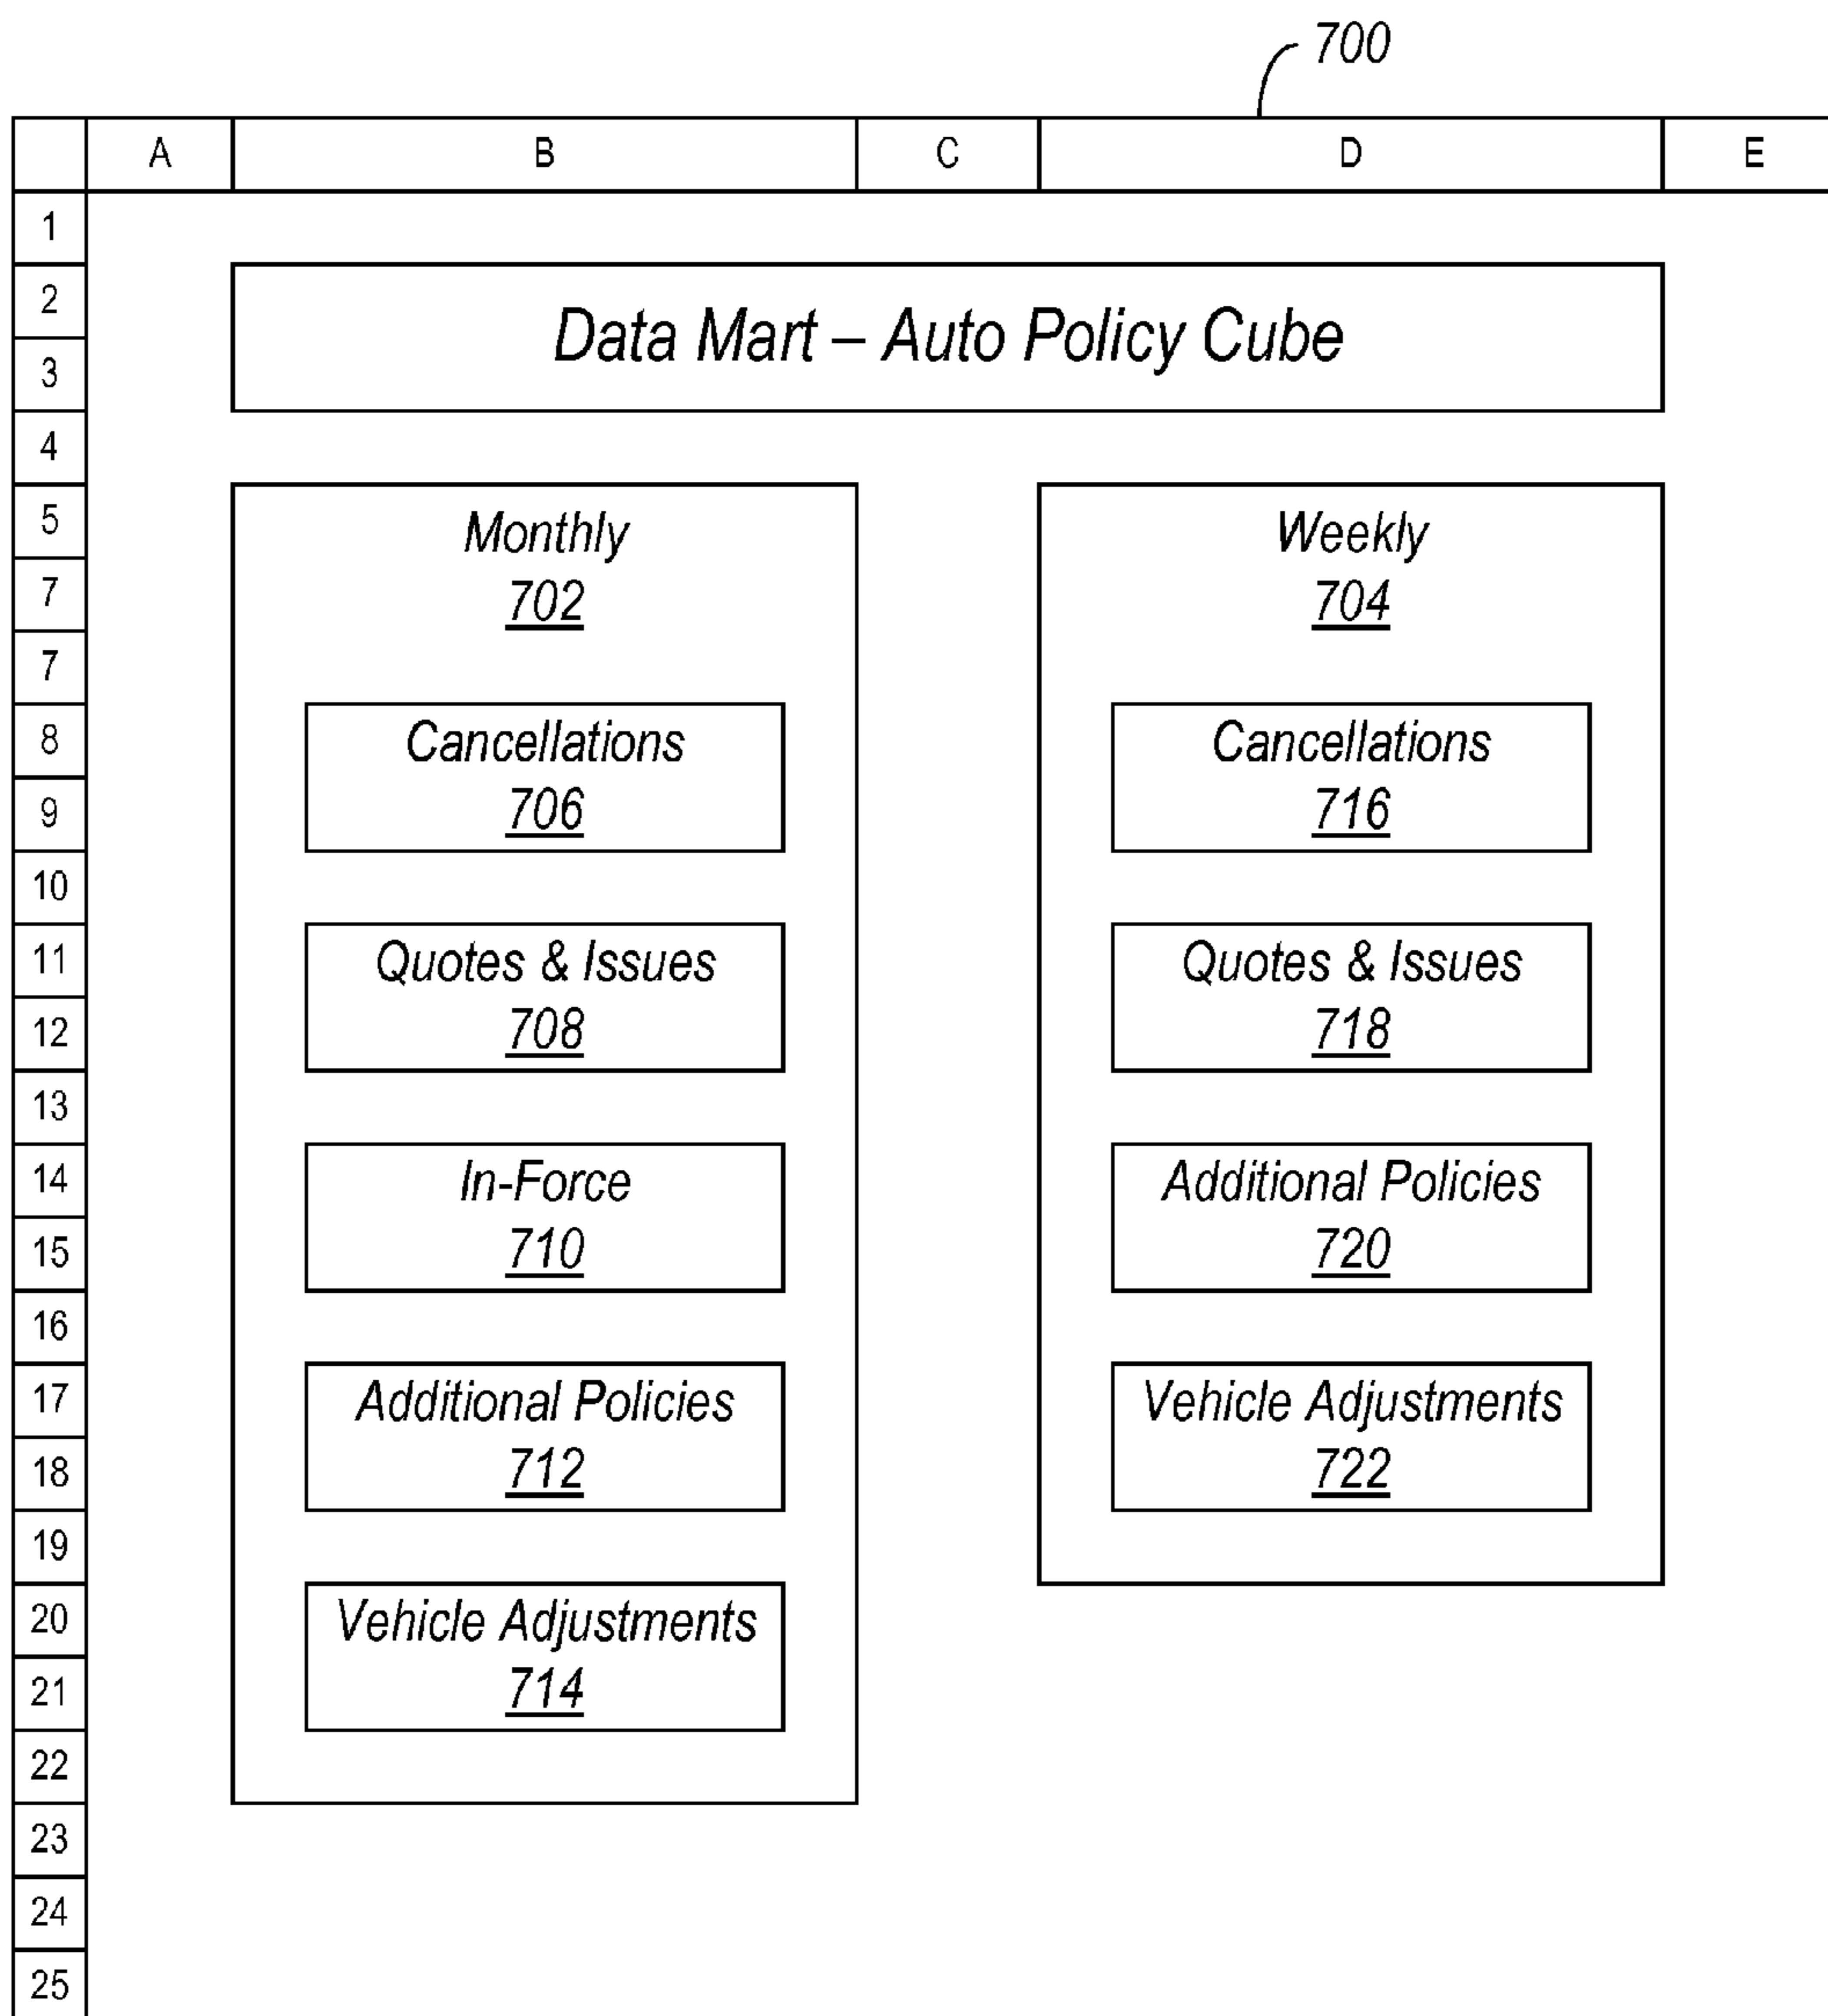 700
A B C D E
1
2
Data Mart – Auto Policy Cube
3
4
5 Monthly Weekly
7 702 704
7
8 Cancellations Cancellations
9 706 716
10
11 Quotes & Issues Quotes & Issues
12 708 718
13
14 In-Force Additional Policies
15 710 720
16
17 Additional Policies Vehicle Adjustments
18 712 722
19
20 Vehicle Adjustments
21 714
22
23
24
25